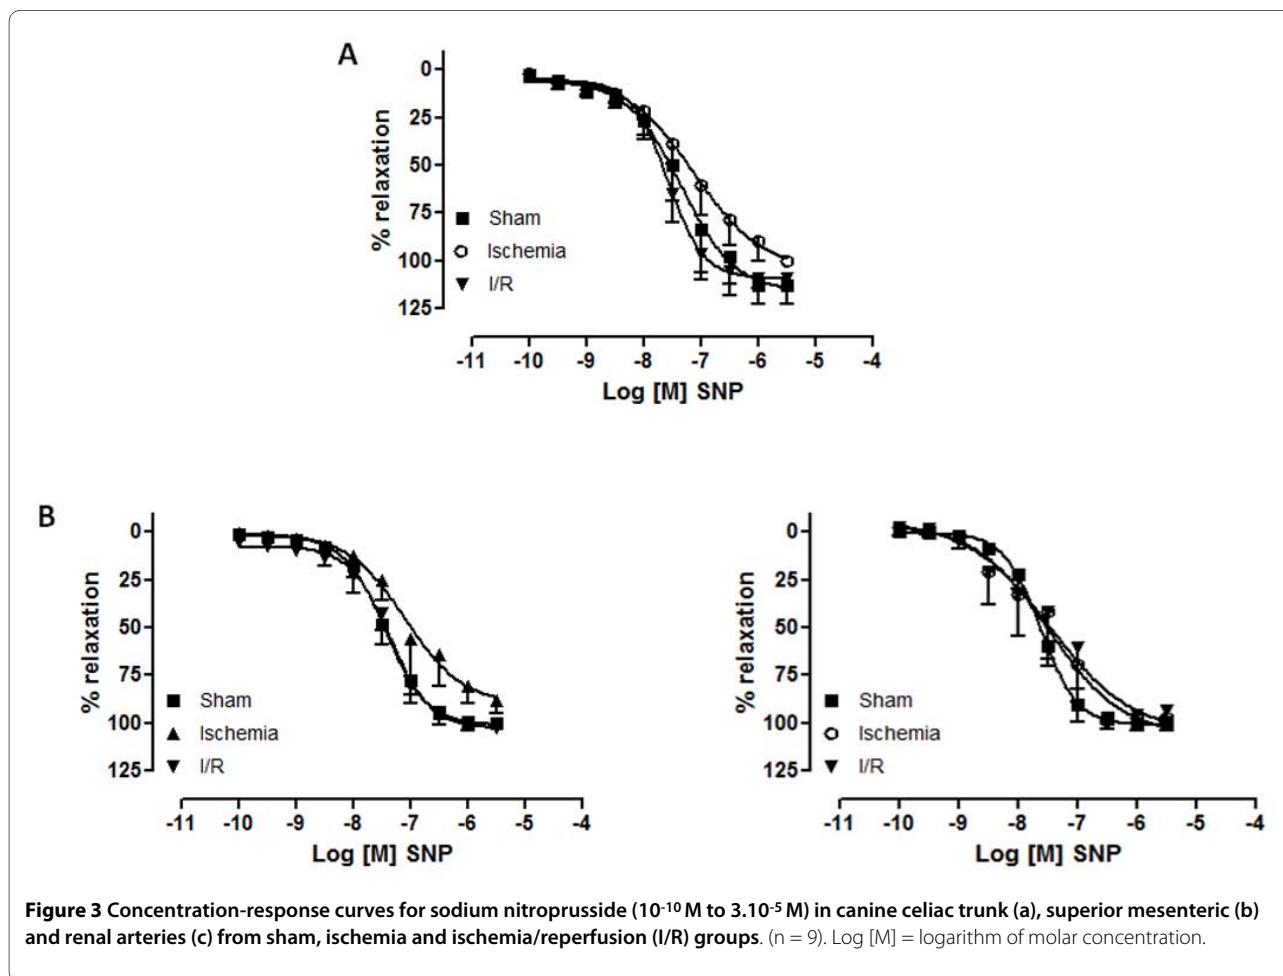 A
0
25
50
75
100
125
% relaxation
Sham
Ischemia
I/R
-11 -10 -9 -8 -7 -6 -5 -4
Log [M] SNP
B
0
25
50
75
100
125
% relaxation
Sham
Ischemia
I/R
-11 -10 -9 -8 -7 -6 -5 -4
Log [M] SNP
0
25
50
75
100
125
% relaxation
Sham
Ischemia
I/R
-11 -10 -9 -8 -7 -6 -5 -4
Log [M] SNP
Figure 3 Concentration-response curves for sodium nitroprusside (10⁻¹⁰ M to 3.10⁻⁵ M) in canine celiac trunk (a), superior mesenteric (b)
and renal arteries (c) from sham, ischemia and ischemia/reperfusion (I/R) groups. (n = 9). Log [M] = logarithm of molar concentration.